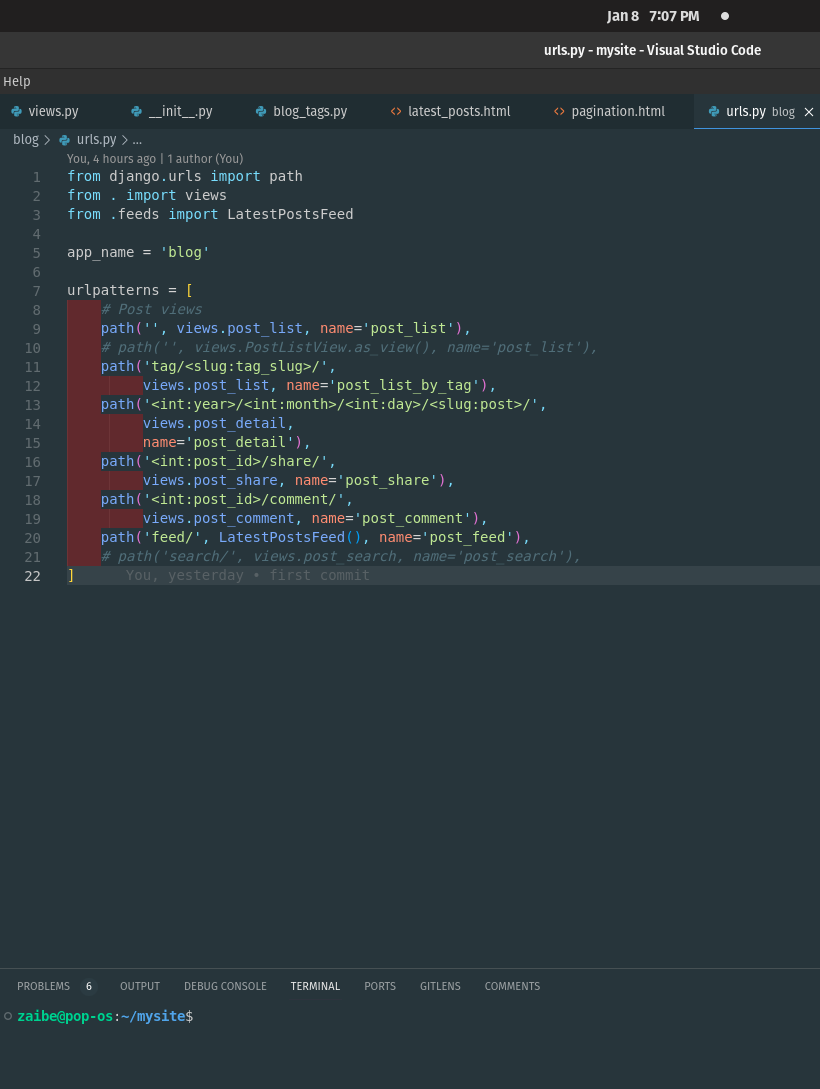 Jan 8 7:07 PM
urls.py - mysite - Visual Studio Code
Help
views.py __init__.py blog_tags.py latest_posts.html pagination.html urls.py blog
blog > urls.py > ...
You, 4 hours ago | 1 author (You)
1 from django.urls import path
2 from . import views
3 from .feeds import LatestPostsFeed
4
5 app_name = 'blog'
6
7 urlpatterns = [
8     # Post views
9     path('', views.post_list, name='post_list'),
10     # path('', views.PostListView.as_view(), name='post_list'),
11     path('tag/<slug:tag_slug>/',
12          views.post_list, name='post_list_by_tag'),
13     path('<int:year>/<int:month>/<int:day>/<slug:post>/',
14          views.post_detail,
15          name='post_detail'),
16     path('<int:post_id>/share/',
17          views.post_share, name='post_share'),
18     path('<int:post_id>/comment/',
19          views.post_comment, name='post_comment'),
20     path('feed/', LatestPostsFeed(), name='post_feed'),
21     # path('search/', views.post_search, name='post_search'),
22 ] You, yesterday • first commit
PROBLEMS 6 OUTPUT DEBUG CONSOLE TERMINAL PORTS GITLENS COMMENTS
zaibe@pop-os:~/mysite$